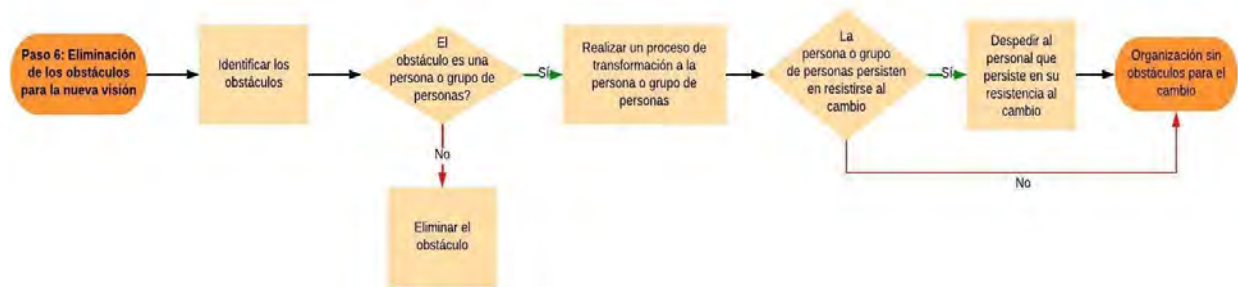 Paso 6: Eliminación
de los obstáculos
para la nueva visión
Identificar los
obstáculos
El
obstáculo es una
persona o grupo de
personas?
Sí
Realizar un proceso de
transformación a la
persona o grupo de
personas
La
persona o grupo
de personas persisten
en resistirse al
cambio
Sí
Despedir al
personal que
persiste en su
resistencia al
cambio
Organización sin
obstáculos para el
cambio
No
No
Eliminar el
obstáculo